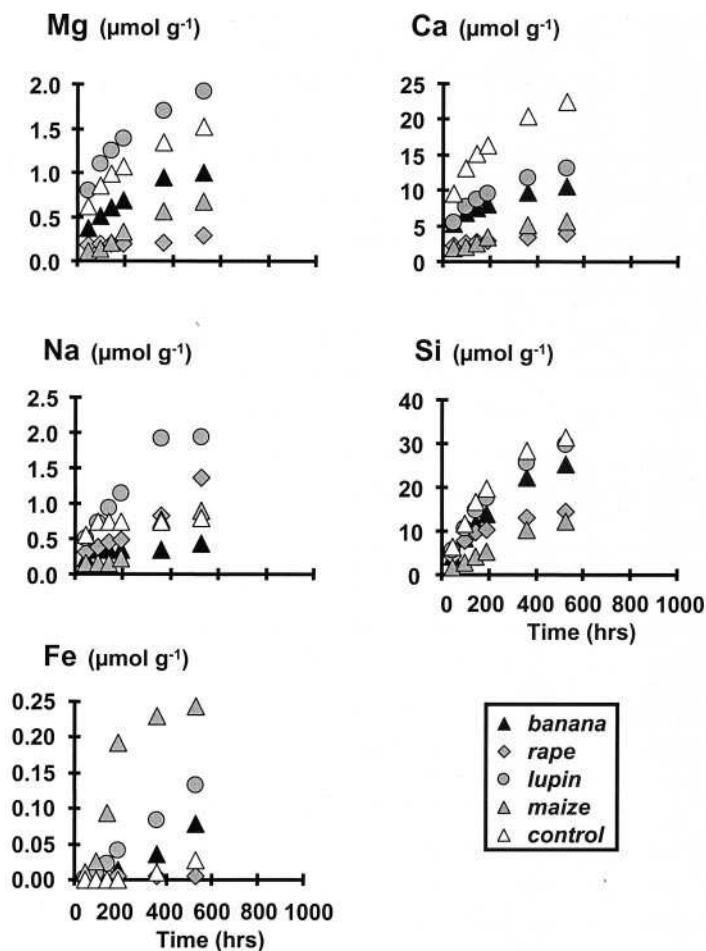 Mg (µmol g-1)
2.0
1.5
1.0
0.5
0.0
Ca (µmol g-1)
25
20
15
10
5
0
Na (µmol g-1)
2.5
2.0
1.5
1.0
0.5
0.0
Si (µmol g-1)
40
30
20
10
0
0 200 400 600 800 1000
Time (hrs)
Fe (µmol g-1)
0.25
0.20
0.15
0.10
0.05
0.00
0 200 400 600 800 1000
Time (hrs)
banana
rape
lupin
maize
control